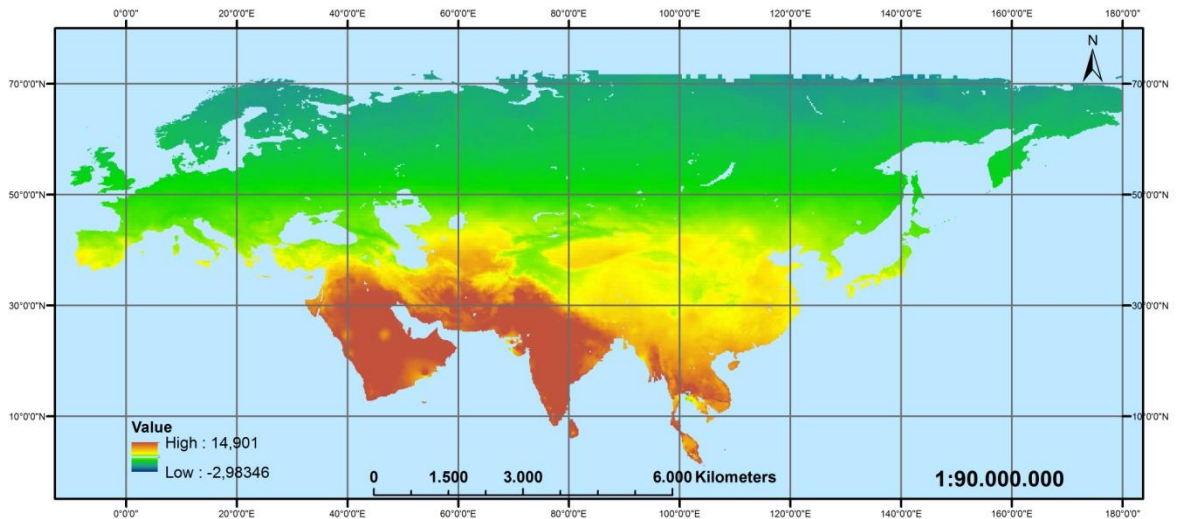 0°0'0"E 20°0'0"E 40°0'0"E 60°0'0"E 80°0'0"E 100°0'0"E 120°0'0"E 140°0'0"E 160°0'0"E 180°0'0"
N
70°0'0"N 70°0'0"N
50°0'0"N 50°0'0"N
30°0'0"N 30°0'0"N
10°0'0"N 10°0'0"N
Value
High : 14,901
Low : -2,98346
0 1.500 3.000 6.000 Kilometers
1:90.000.000
0°0'0"E 20°0'0"E 40°0'0"E 60°0'0"E 80°0'0"E 100°0'0"E 120°0'0"E 140°0'0"E 160°0'0"E 180°0'0"